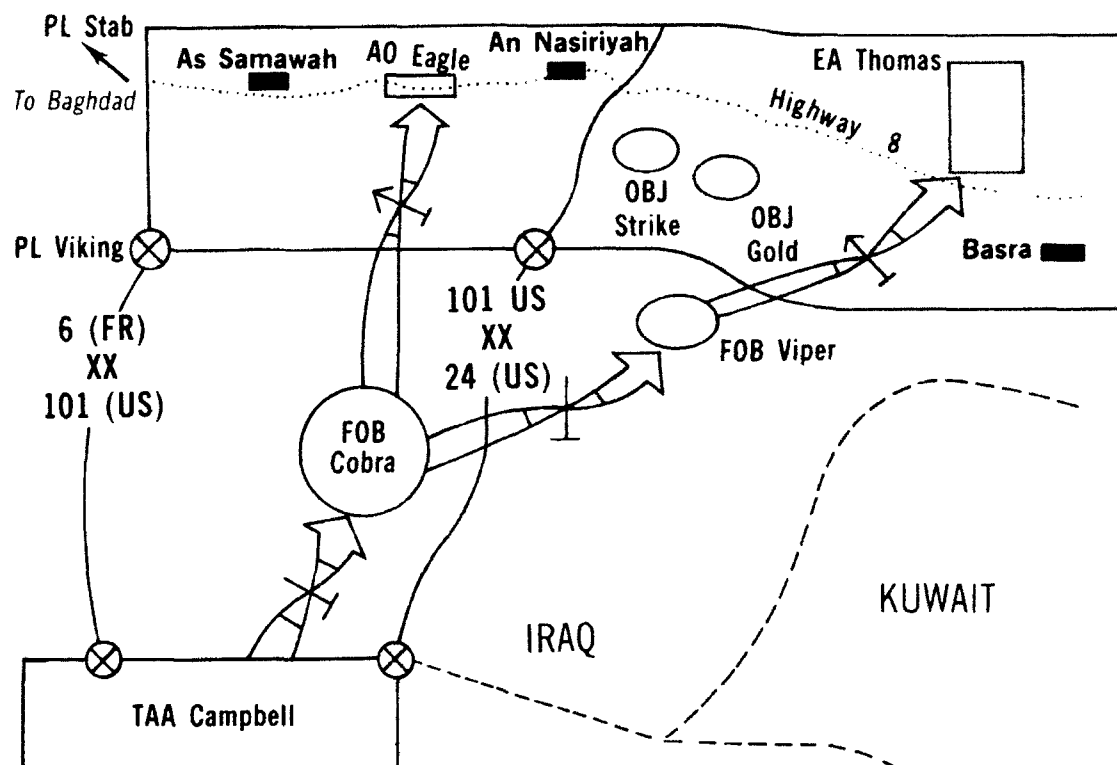 PL Stab
To Baghdad
As Samawah
AO Eagle
An Nasiriyah
EA Thomas
Highway 8
OBJ
Strike
OBJ
Gold
Basra
PL Viking
6 (FR)
XX
101 (US)
101 US
XX
24 (US)
FOB Viper
FOB
Cobra
IRAQ
KUWAIT
TAA Campbell